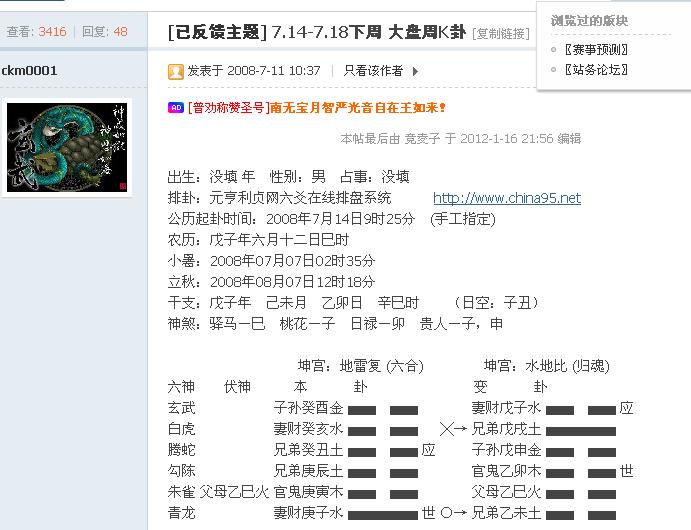 查看: 3416 | 回复: 48
[已反馈主题] 7.14-7.18下周 大盘周K卦 [复制链接]
浏览过的版块
〖赛事预测〗
〖站务论坛〗
ckm0001
发表于 2008-7-11 10:37 | 只看该作者
AD [普劝称赞圣号]南无宝月智严光音自在王如来!
本帖最后由 竞麦子 于 2012-1-16 21:56 编辑
出生：没填 年 性别：男 占事：没填
排卦：元亨利贞网六爻在线排盘系统 http://www.china95.net
公历起卦时间：2008年7月14日9时25分 (手工指定)
农历：戊子年六月十二日巳时
小暑：2008年07月07日02时35分
立秋：2008年08月07日12时18分
干支：戊子年 己未月 乙卯日 辛巳时 （日空：子丑）
神煞：驿马—巳 桃花—子 日禄—卯 贵人—子，申
坤宫：地雷复 (六合) 坤宫：水地比 (归魂)
六神 伏神 本 卦 变 卦
玄武 子孙癸酉金 妻财戊子水 应
白虎 妻财癸亥水 ╳→ 兄弟戊戌土
腾蛇 兄弟癸丑土 应 子孙戊申金
勾陈 兄弟庚辰土 官鬼乙卯木 世
朱雀 父母乙巳火 官鬼庚寅木 父母乙巳火
青龙 妻财庚子水 世 ○→ 兄弟乙未土
玄武